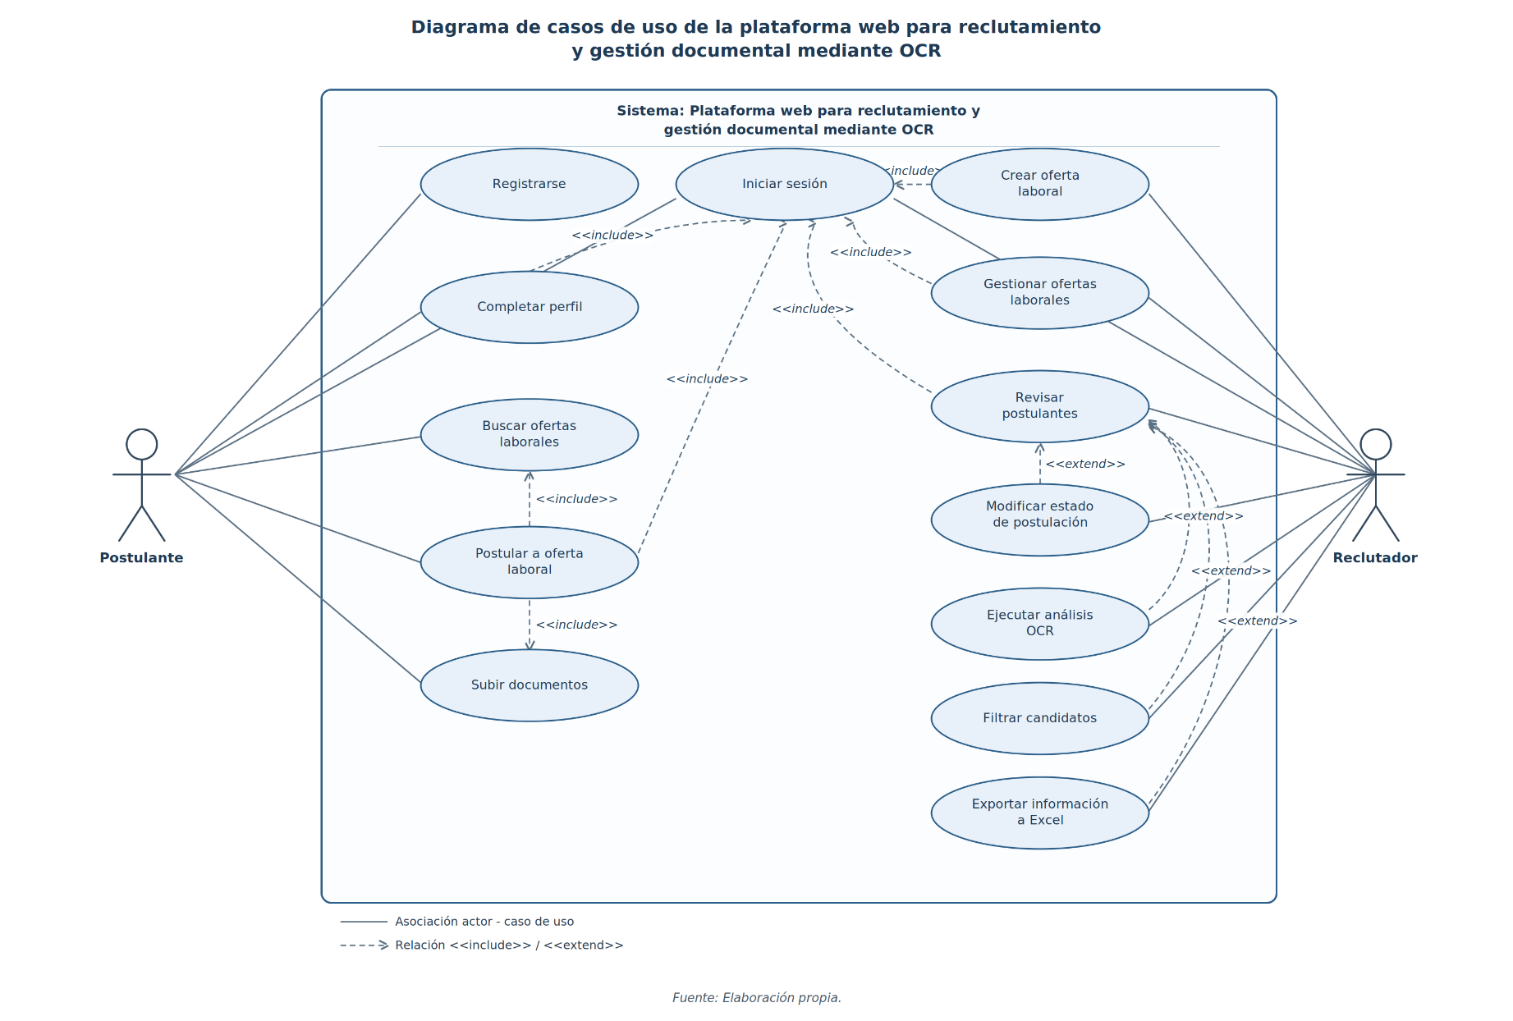 Diagrama de casos de uso de la plataforma web para reclutamiento
y gestión documental mediante OCR
Sistema: Plataforma web para reclutamiento y
gestión documental mediante OCR
Registrarse
Iniciar sesión
<<include>
Crear oferta
laboral
<<include>>
<<include>>
Completar perfil
Gestionar ofertas
laborales
<<include>>
<<include>>
Revisar
postulantes
Buscar ofertas
laborales
<<extend>>
<<include>>
Modificar estado
de postulación
<<extend>>
Postular a oferta
laboral
Postulante
Reclutador
<<extend>>
<<include>>
Ejecutar análisis
OCR
<<extend>>
Subir documentos
Filtrar candidatos
Exportar información
a Excel
Asociación actor - caso de uso
Relación <<include>> / <<extend>>
Fuente: Elaboración propia.